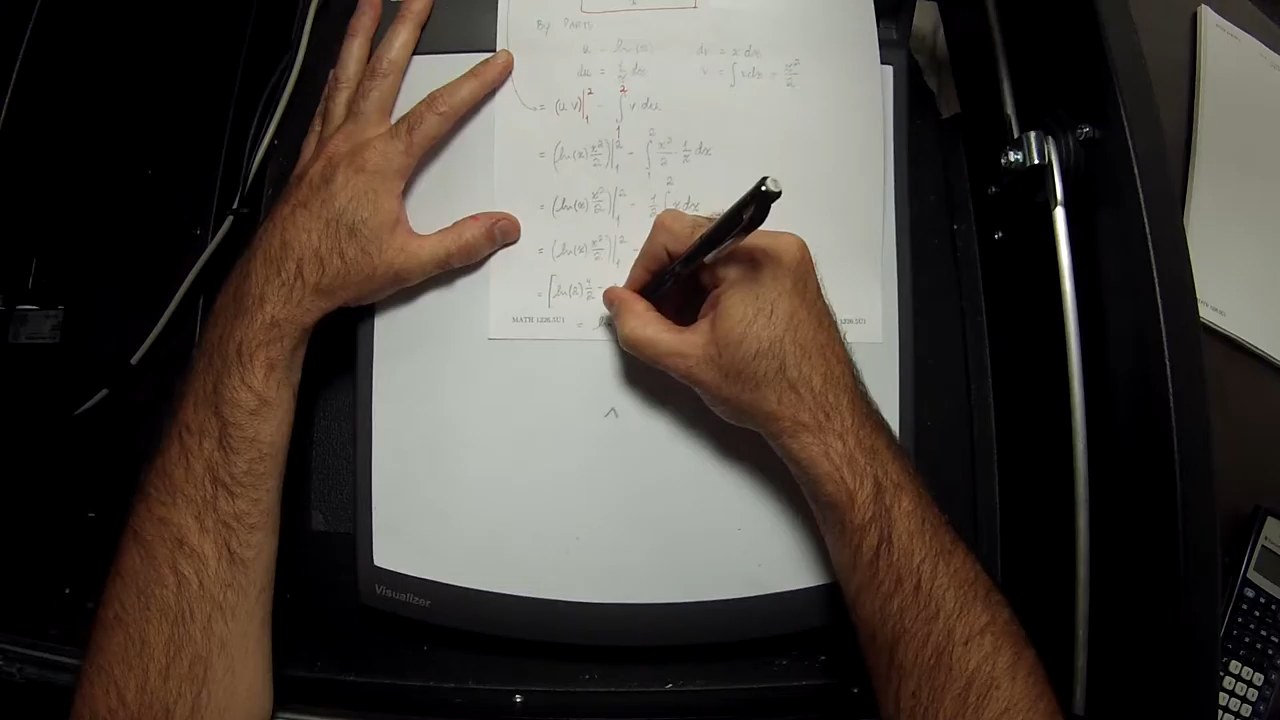 By Parts
u = ln(x) dv = x dx
du = 1/x dx v = ∫ x dx = x²/2
= (u v)|₁² - ∫₁² v du
= (ln(x) x²/2)|₁² - ∫₁² x²/2 · 1/x dx
= (ln(x) x²/2)|₁² - 1/2 ∫₁² x dx
= (ln(x) x²/2)|₁² -
= [ln(2) 4/2 -
MATH 1226.1U1
=
Visualizer